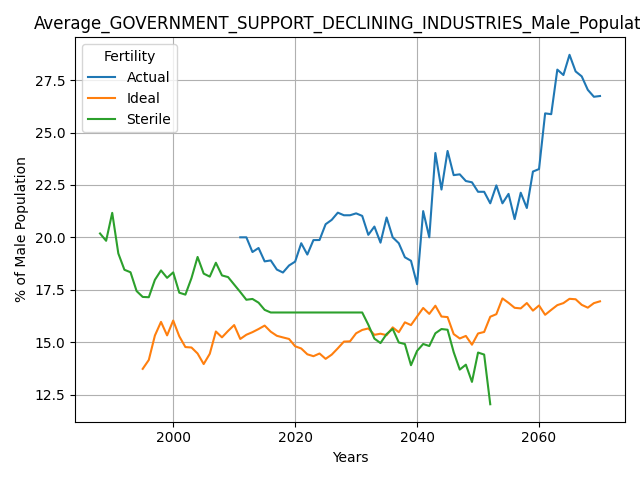 Average_GOVERNMENT_SUPPORT_DECLINING_INDUSTRIES_Male_Populat
Fertility
Actual
Ideal
Sterile
27.5
25.0
22.5
20.0
17.5
15.0
12.5
% of Male Population
2000 2020 2040 2060
Years